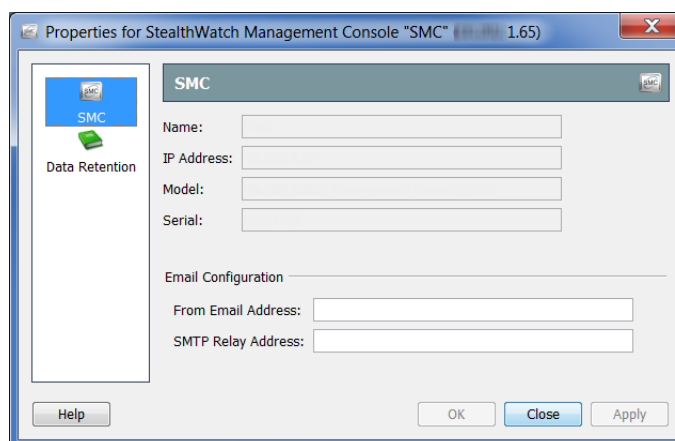 Properties for StealthWatch Management Console "SMC" ( 1.65)
SMC
SMC
Data Retention
SMC
Name:
IP Address:
Model:
Serial:
Email Configuration
From Email Address:
SMTP Relay Address:
Help
OK
Close
Apply